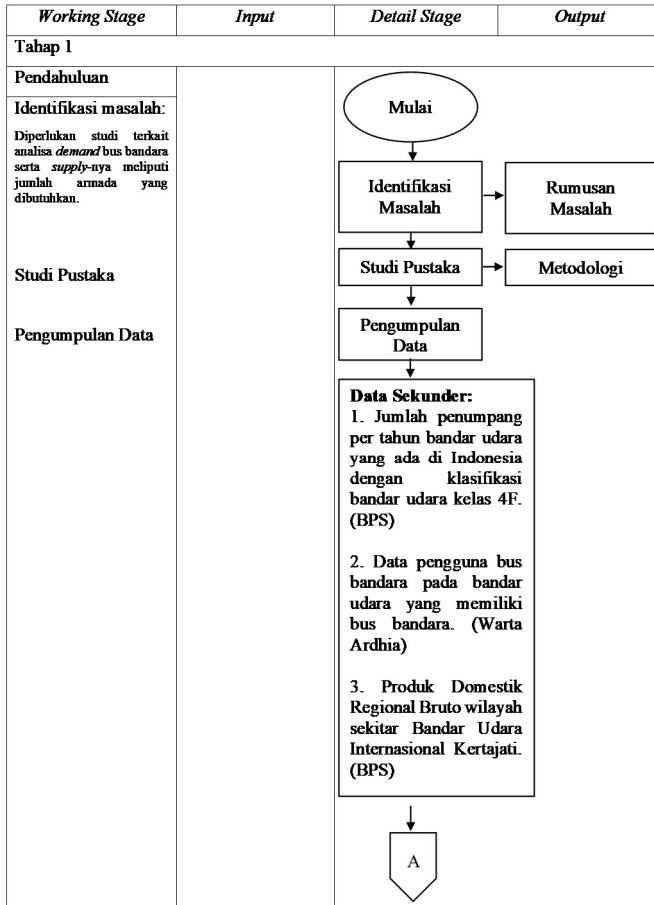 Working Stage Input Detail Stage Output
Tahap 1
Pendahuluan
Identifikasi masalah:
Diperlukan studi terkait
analisa demand bus bandara
serta supply-nya meliputi
jumlah armada yang
dibutuhkan.
Studi Pustaka
Pengumpulan Data
Mulai
Identifikasi
Masalah
Rumusan
Masalah
Studi Pustaka
Metodologi
Pengumpulan
Data
Data Sekunder:
1. Jumlah penumpang
per tahun bandar udara
yang ada di Indonesia
dengan klasifikasi
bandar udara kelas 4F.
(BPS)
2. Data pengguna bus
bandara pada bandar
udara yang memiliki
bus bandara. (Warta
Ardhia)
3. Produk Domestik
Regional Bruto wilayah
sekitar Bandar Udara
Internasional Kertajati.
(BPS)
A